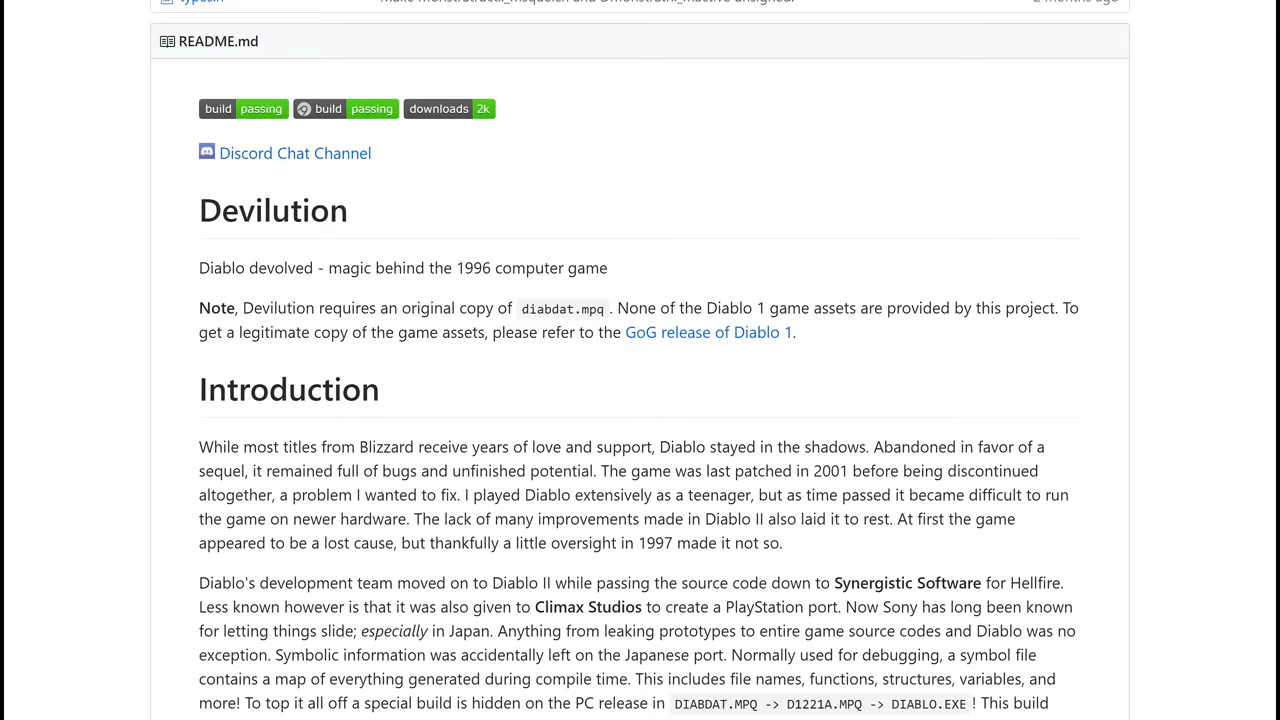 types.h Make MonstStruct::_msquelch and DMonsterStr::_mactive unsigned. 2 months ago
README.md
build passing build passing downloads 2k
Discord Chat Channel
Devilution
Diablo devolved - magic behind the 1996 computer game
Note, Devilution requires an original copy of diabdat.mpq. None of the Diablo 1 game assets are provided by this project. To
get a legitimate copy of the game assets, please refer to the GoG release of Diablo 1.
Introduction
While most titles from Blizzard receive years of love and support, Diablo stayed in the shadows. Abandoned in favor of a
sequel, it remained full of bugs and unfinished potential. The game was last patched in 2001 before being discontinued
altogether, a problem I wanted to fix. I played Diablo extensively as a teenager, but as time passed it became difficult to run
the game on newer hardware. The lack of many improvements made in Diablo II also laid it to rest. At first the game
appeared to be a lost cause, but thankfully a little oversight in 1997 made it not so.
Diablo's development team moved on to Diablo II while passing the source code down to Synergistic Software for Hellfire.
Less known however is that it was also given to Climax Studios to create a PlayStation port. Now Sony has long been known
for letting things slide; especially in Japan. Anything from leaking prototypes to entire game source codes and Diablo was no
exception. Symbolic information was accidentally left on the Japanese port. Normally used for debugging, a symbol file
contains a map of everything generated during compile time. This includes file names, functions, structures, variables, and
more! To top it all off a special build is hidden on the PC release in DIABDAT.MPQ -> D1221A.MPQ -> DIABLO.EXE! This build